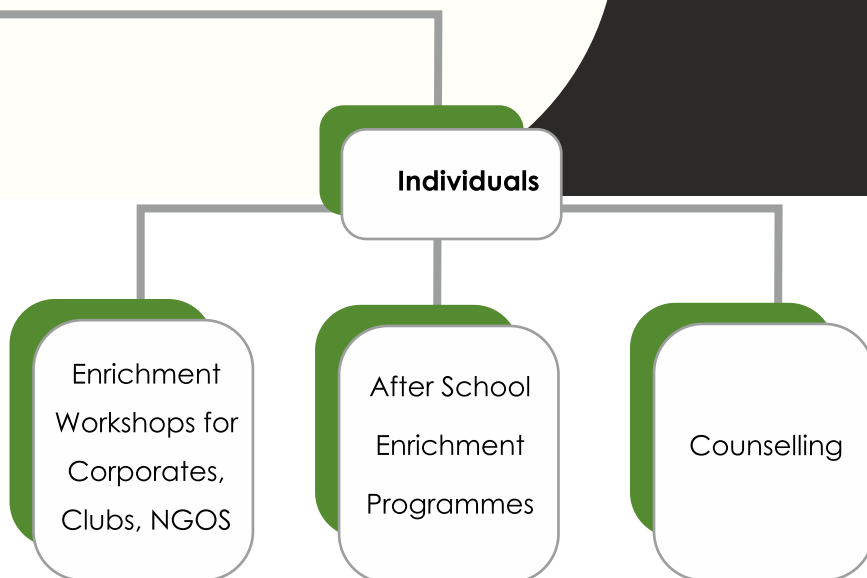 Individuals
Enrichment
Workshops for
Corporates,
Clubs, NGOS
After School
Enrichment
Programmes
Counselling